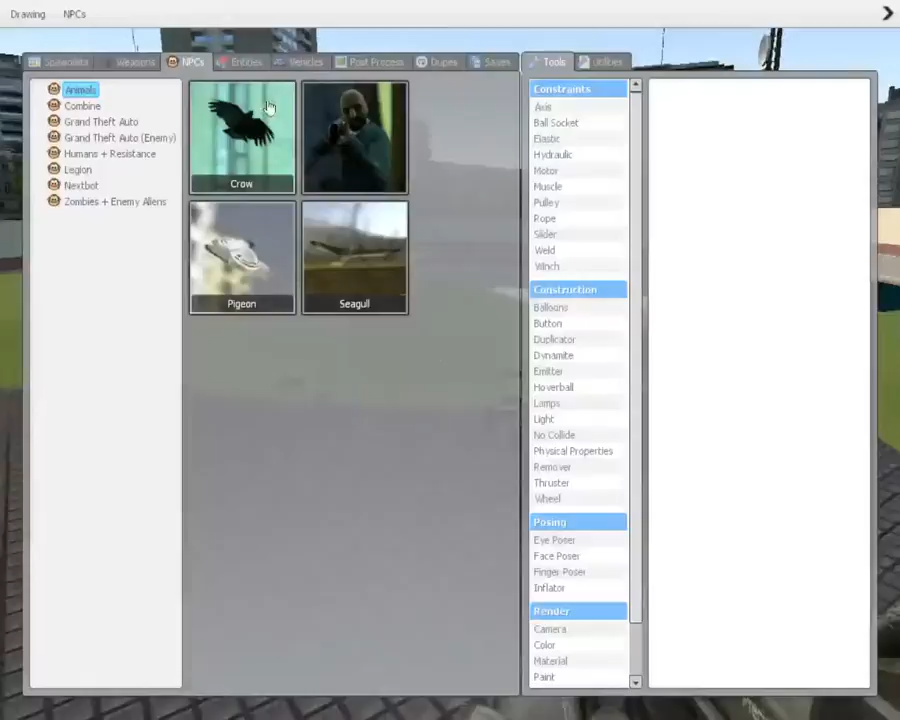 Drawing NPCs
Spawnlists Weapons NPCs Entities Vehicles Post Process Dupes Saves Tools Utilities
Animals
Combine
Grand Theft Auto
Grand Theft Auto (Enemy)
Humans + Resistance
Legion
Nextbot
Zombies + Enemy Aliens
Crow
Pigeon
Seagull
Constraints
Axis
Ball Socket
Elastic
Hydraulic
Motor
Muscle
Pulley
Rope
Slider
Weld
Winch
Construction
Balloons
Button
Duplicator
Dynamite
Emitter
Hoverball
Lamps
Light
No Collide
Physical Properties
Remover
Thruster
Wheel
Posing
Eye Poser
Face Poser
Finger Poser
Inflator
Render
Camera
Color
Material
Paint